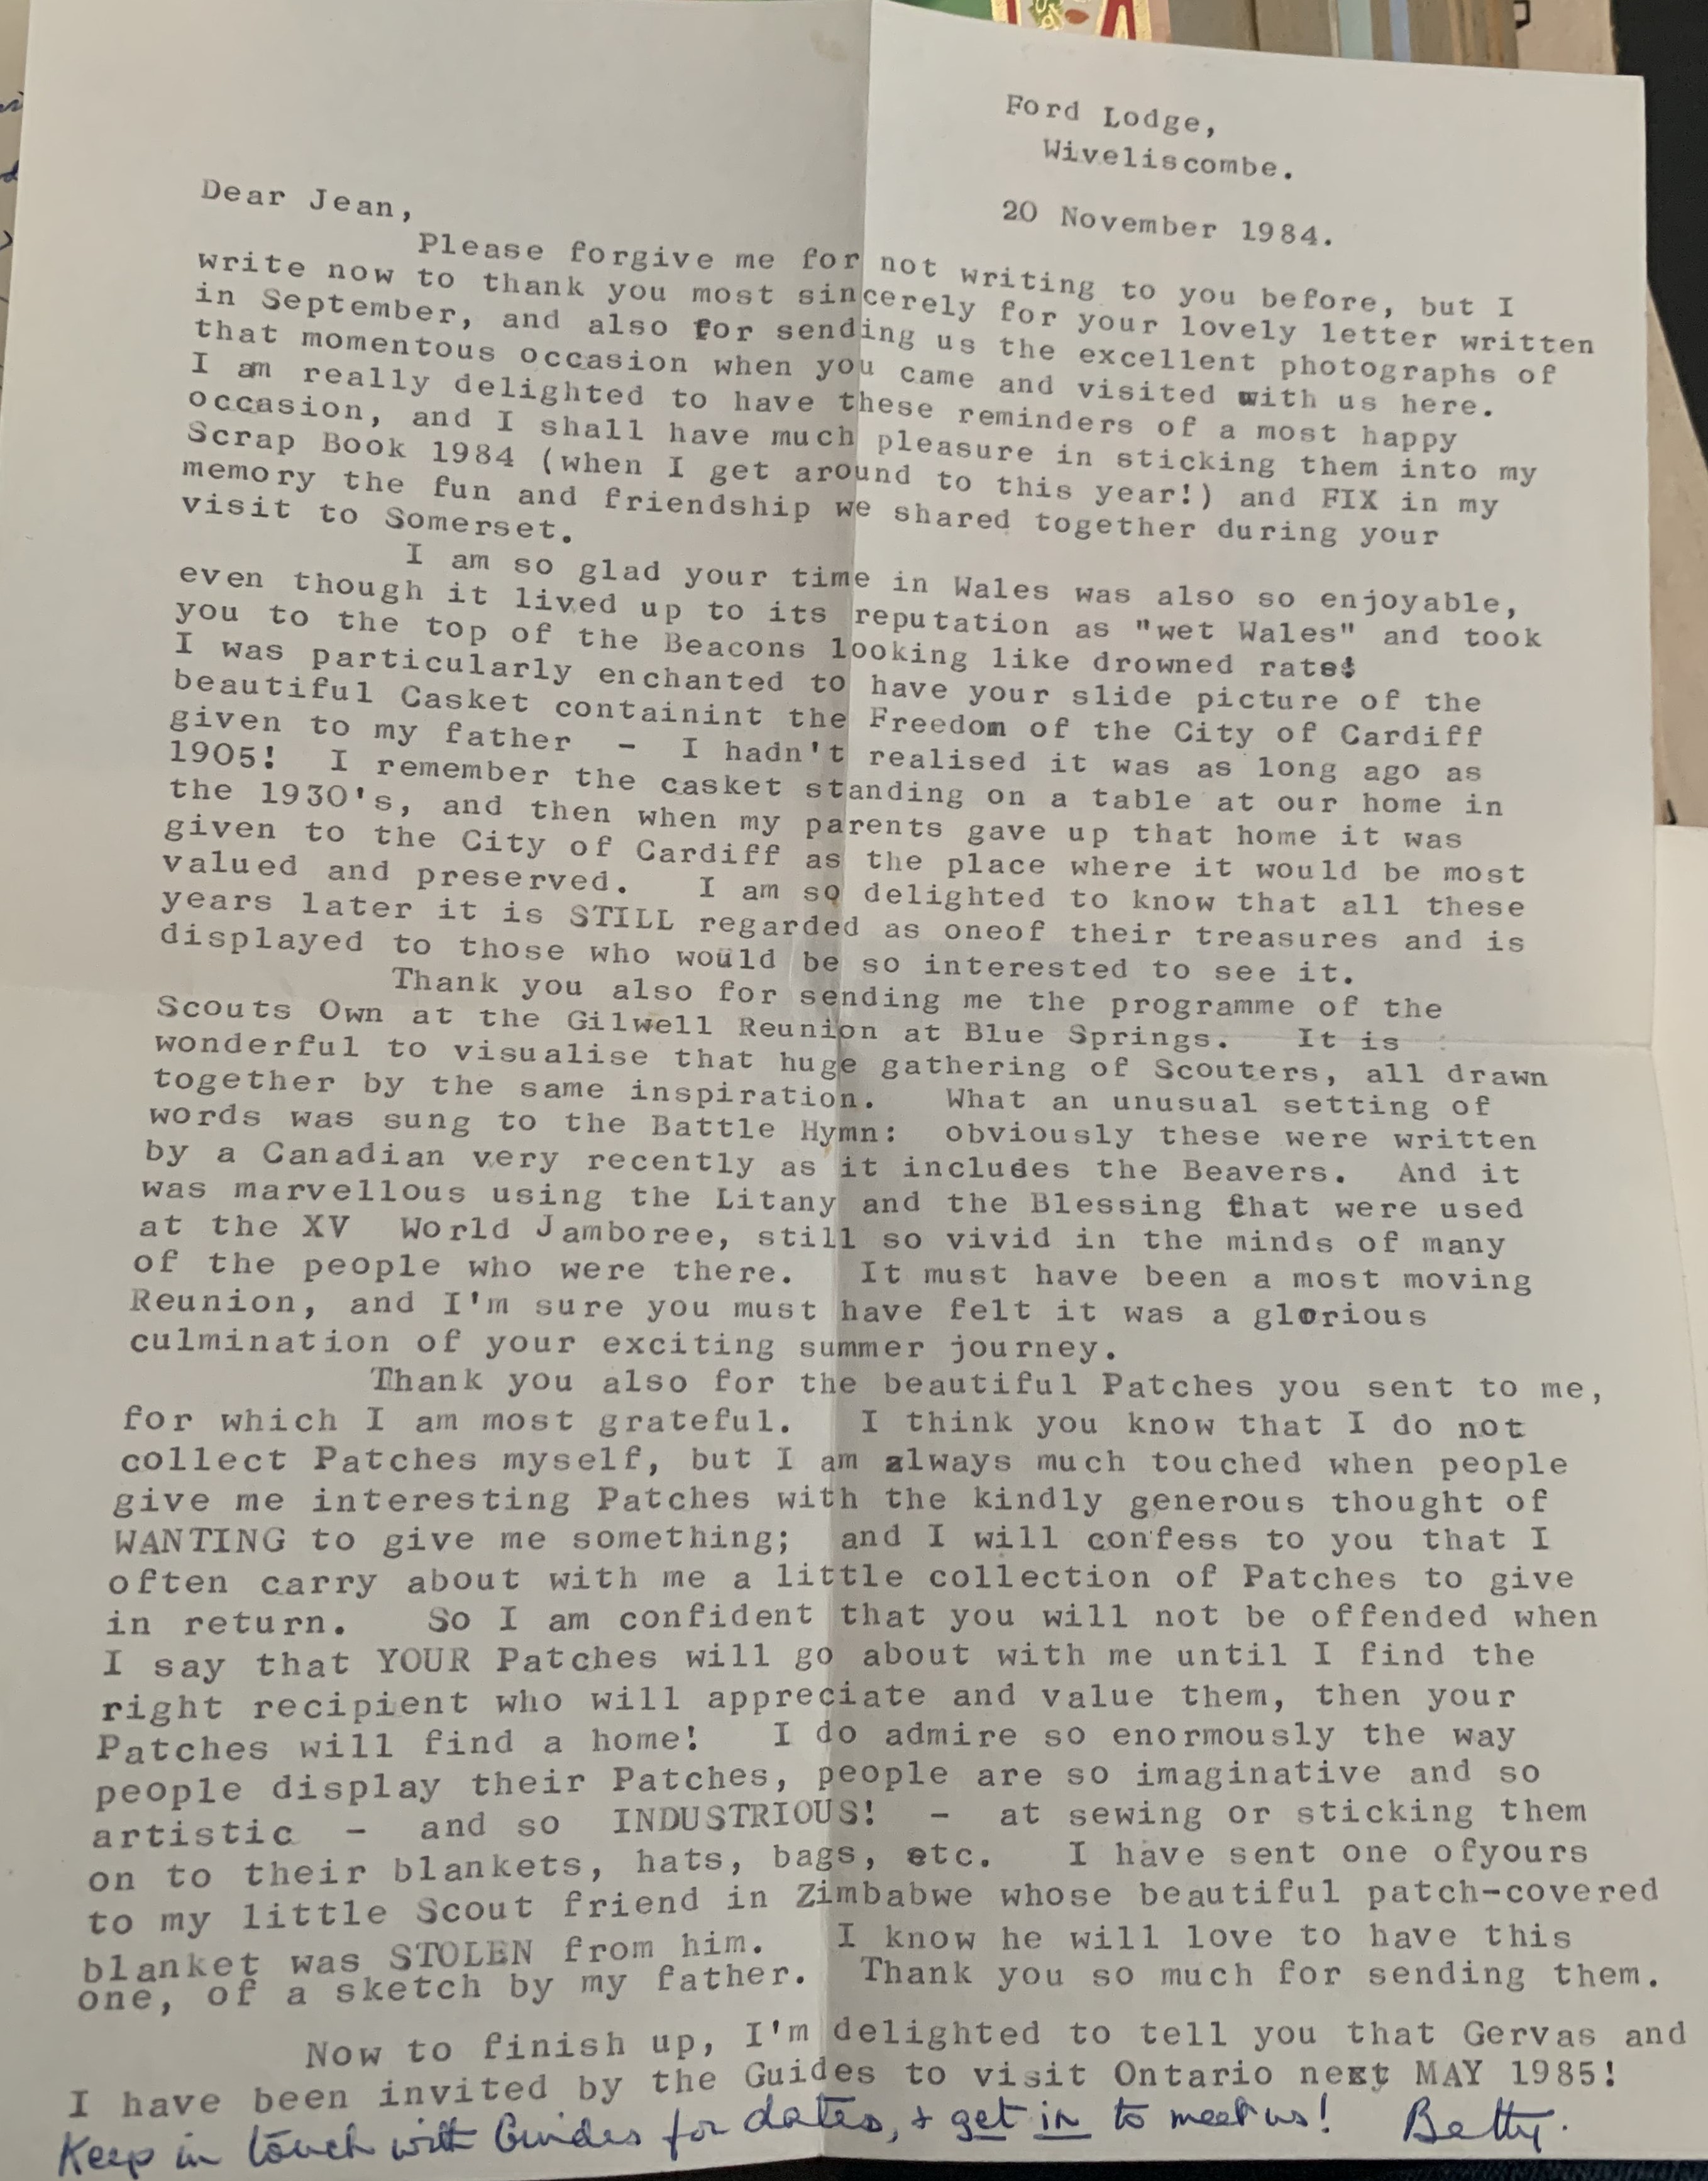 Ford Lodge,
Wiveliscombe.
20 November 1984.
Dear Jean,
Please forgive me for not writing to you before, but I
write now to thank you most sincerely for your lovely letter written
in September, and also for sending us the excellent photographs of
that momentous occasion when you came and visited with us here.
I am really delighted to have these reminders of a most happy
occasion, and I shall have much pleasure in sticking them into my
Scrap Book 1984 (when I get around to this year!) and FIX in my
memory the fun and friendship we shared together during your
visit to Somerset.
I am so glad your time in Wales was also so enjoyable,
even though it lived up to its reputation as "wet Wales" and took
you to the top of the Beacons looking like drowned rats!
I was particularly enchanted to have your slide picture of the
beautiful Casket containint the Freedom of the City of Cardiff
given to my father - I hadn't realised it was as long ago as
1905! I remember the casket standing on a table at our home in
the 1930's, and then when my parents gave up that home it was
given to the City of Cardiff as the place where it would be most
valued and preserved. I am so delighted to know that all these
years later it is STILL regarded as oneof their treasures and is
displayed to those who would be so interested to see it.
Thank you also for sending me the programme of the
Scouts Own at the Gilwell Reunion at Blue Springs. It is
wonderful to visualise that huge gathering of Scouters, all drawn
together by the same inspiration. What an unusual setting of
words was sung to the Battle Hymn: obviously these were written
by a Canadian very recently as it includes the Beavers. And it
was marvellous using the Litany and the Blessing that were used
at the XV World Jamboree, still so vivid in the minds of many
of the people who were there. It must have been a most moving
Reunion, and I'm sure you must have felt it was a glorious
culmination of your exciting summer journey.
Thank you also for the beautiful Patches you sent to me,
for which I am most grateful. I think you know that I do not
collect Patches myself, but I am always much touched when people
give me interesting Patches with the kindly generous thought of
WANTING to give me something; and I will confess to you that I
often carry about with me a little collection of Patches to give
in return. So I am confident that you will not be offended when
I say that YOUR Patches will go about with me until I find the
right recipient who will appreciate and value them, then your
Patches will find a home! I do admire so enormously the way
people display their Patches, people are so imaginative and so
artistic - and so INDUSTRIOUS! - at sewing or sticking them
on to their blankets, hats, bags, etc. I have sent one ofyours
to my little Scout friend in Zimbabwe whose beautiful patch-covered
blanket was STOLEN from him. I know he will love to have this
one, of a sketch by my father. Thank you so much for sending them.
Now to finish up, I'm delighted to tell you that Gervas and
I have been invited by the Guides to visit Ontario next MAY 1985!
Keep in touch with Guides for dates, & get in to meet us! Betty.